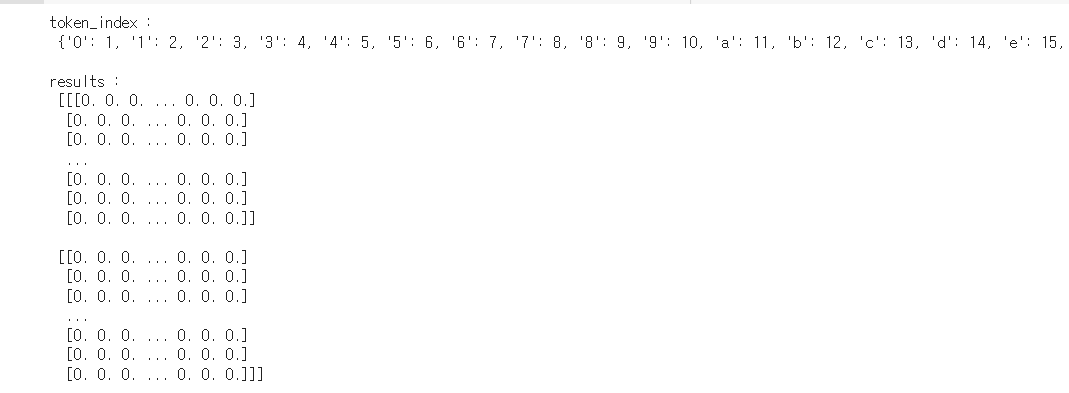 token_index :
{'0': 1, '1': 2, '2': 3, '3': 4, '4': 5, '5': 6, '6': 7, '7': 8, '8': 9, '9': 10, 'a': 11, 'b': 12, 'c': 13, 'd': 14, 'e': 15,
results :
[[[0. 0. 0. ... 0. 0. 0.]
[0. 0. 0. ... 0. 0. 0.]
[0. 0. 0. ... 0. 0. 0.]
...
[0. 0. 0. ... 0. 0. 0.]
[0. 0. 0. ... 0. 0. 0.]
[0. 0. 0. ... 0. 0. 0.]]
[[0. 0. 0. ... 0. 0. 0.]
[0. 0. 0. ... 0. 0. 0.]
[0. 0. 0. ... 0. 0. 0.]
...
[0. 0. 0. ... 0. 0. 0.]
[0. 0. 0. ... 0. 0. 0.]
[0. 0. 0. ... 0. 0. 0.]]]